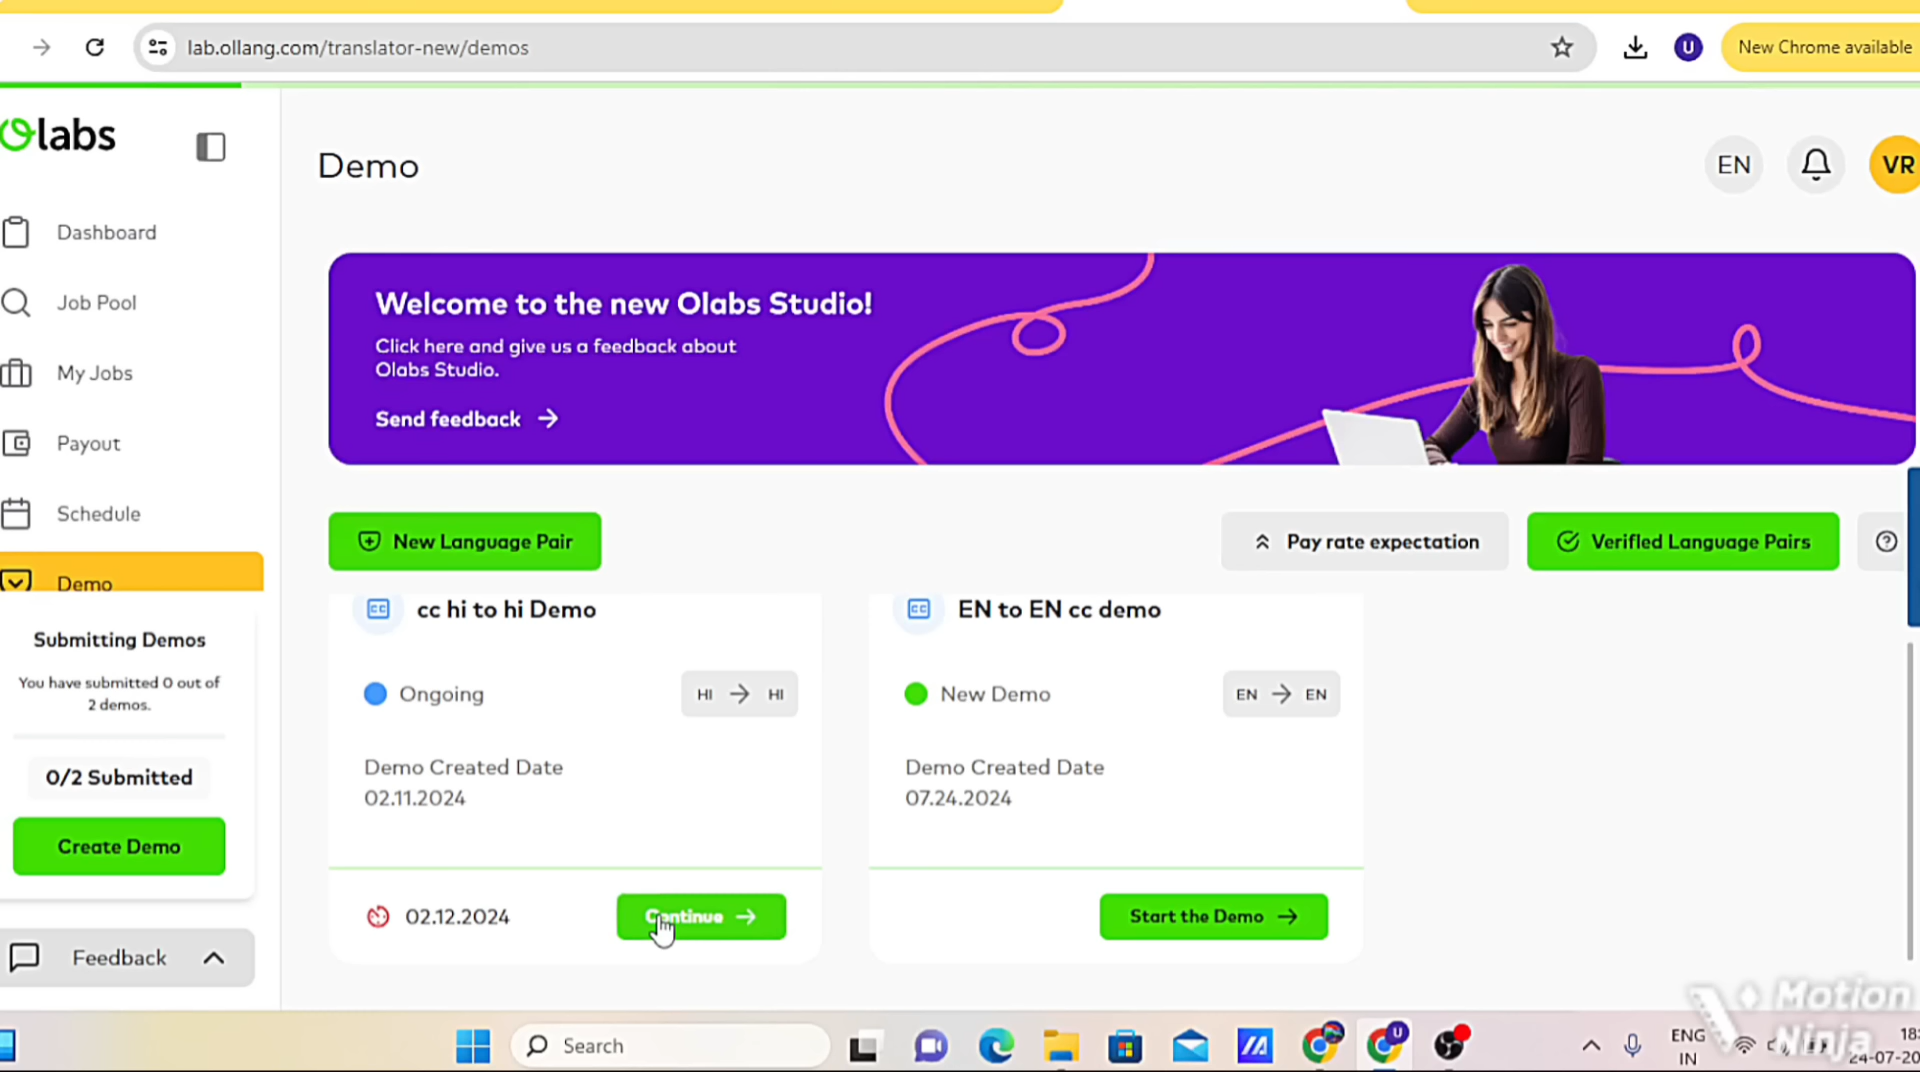 lab.ollang.com/translator-new/demos
U
New Chrome available
Olabs
Demo
EN
VR
Dashboard
Job Pool
My Jobs
Payout
Schedule
Demo
Welcome to the new Olabs Studio!
Click here and give us a feedback about
Olabs Studio.
Send feedback
New Language Pair
Pay rate expectation
Verified Language Pairs
cc hi to hi Demo
Ongoing
HI → HI
Demo Created Date
02.11.2024
02.12.2024
Continue
EN to EN cc demo
New Demo
EN → EN
Demo Created Date
07.24.2024
Start the Demo
Submitting Demos
You have submitted 0 out of
2 demos.
0/2 Submitted
Create Demo
Feedback
Search
ENG
IN
Motion
Ninja